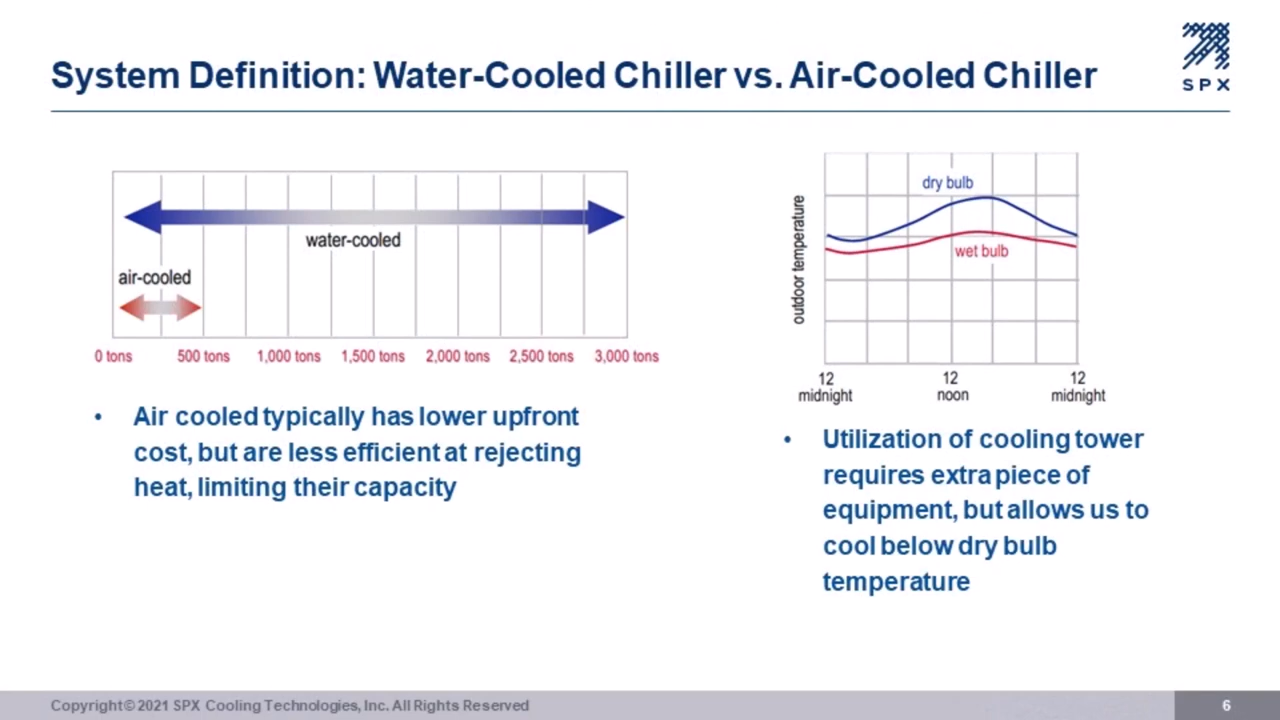 System Definition: Water-Cooled Chiller vs. Air-Cooled Chiller
SPX
water-cooled
air-cooled
0 tons 500 tons 1,000 tons 1,500 tons 2,000 tons 2,500 tons 3,000 tons
• Air cooled typically has lower upfront
cost, but are less efficient at rejecting
heat, limiting their capacity
outdoor temperature
dry bulb
wet bulb
12 midnight
12 noon
12 midnight
• Utilization of cooling tower
requires extra piece of
equipment, but allows us to
cool below dry bulb
temperature
Copyright© 2021 SPX Cooling Technologies, Inc. All Rights Reserved
6